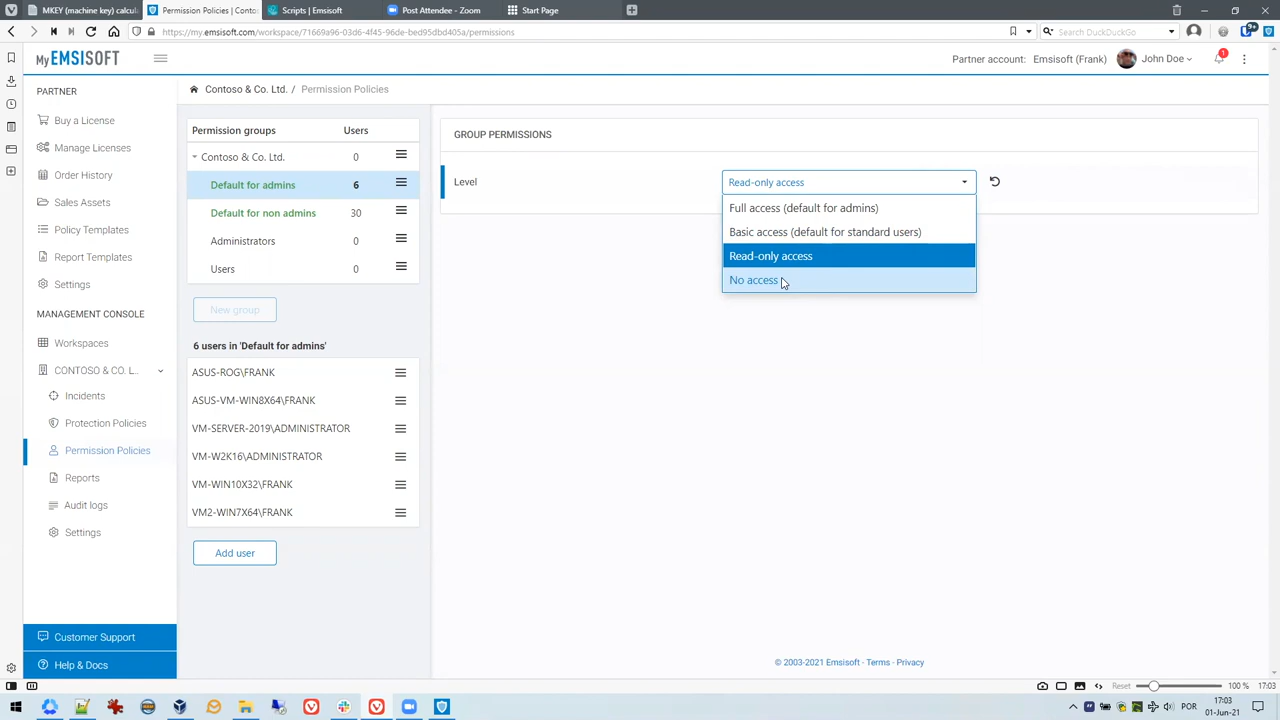 MKEY (machine key) calcul
Permission Policies | Conto
Scripts | Emsisoft
Post Attendee - Zoom
Start Page
https://my.emsisoft.com/workspace/71669a96-03d6-4f45-96de-bed95dbd405a/permissions
Search DuckDuckGo
9+
My EMSISOFT
Partner account: Emsisoft (Frank)
John Doe
1
PARTNER
Buy a License
Manage Licenses
Order History
Sales Assets
Policy Templates
Report Templates
Settings
MANAGEMENT CONSOLE
Workspaces
CONTOSO & CO. L...
Incidents
Protection Policies
Permission Policies
Reports
Audit logs
Settings
Customer Support
Help & Docs
Contoso & Co. Ltd. / Permission Policies
Permission groups Users
Contoso & Co. Ltd. 0
Default for admins 6
Default for non admins 30
Administrators 0
Users 0
New group
6 users in 'Default for admins'
ASUS-ROG\FRANK
ASUS-VM-WIN8X64\FRANK
VM-SERVER-2019\ADMINISTRATOR
VM-W2K16\ADMINISTRATOR
VM-WIN10X32\FRANK
VM2-WIN7X64\FRANK
Add user
GROUP PERMISSIONS
Level
Read-only access
Full access (default for admins)
Basic access (default for standard users)
Read-only access
No access
© 2003-2021 Emsisoft · Terms · Privacy
Reset
100 %
17:03
POR
17:03
01-Jun-21